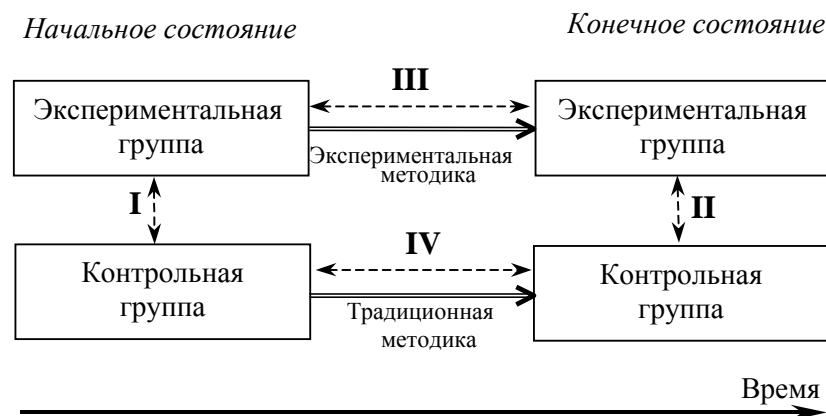 Начальное состояние
Конечное состояние
III
Экспериментальная
группа
Экспериментальная
группа
Экспериментальная
методика
I
II
IV
Контрольная
группа
Контрольная
группа
Традиционная
методика
Время